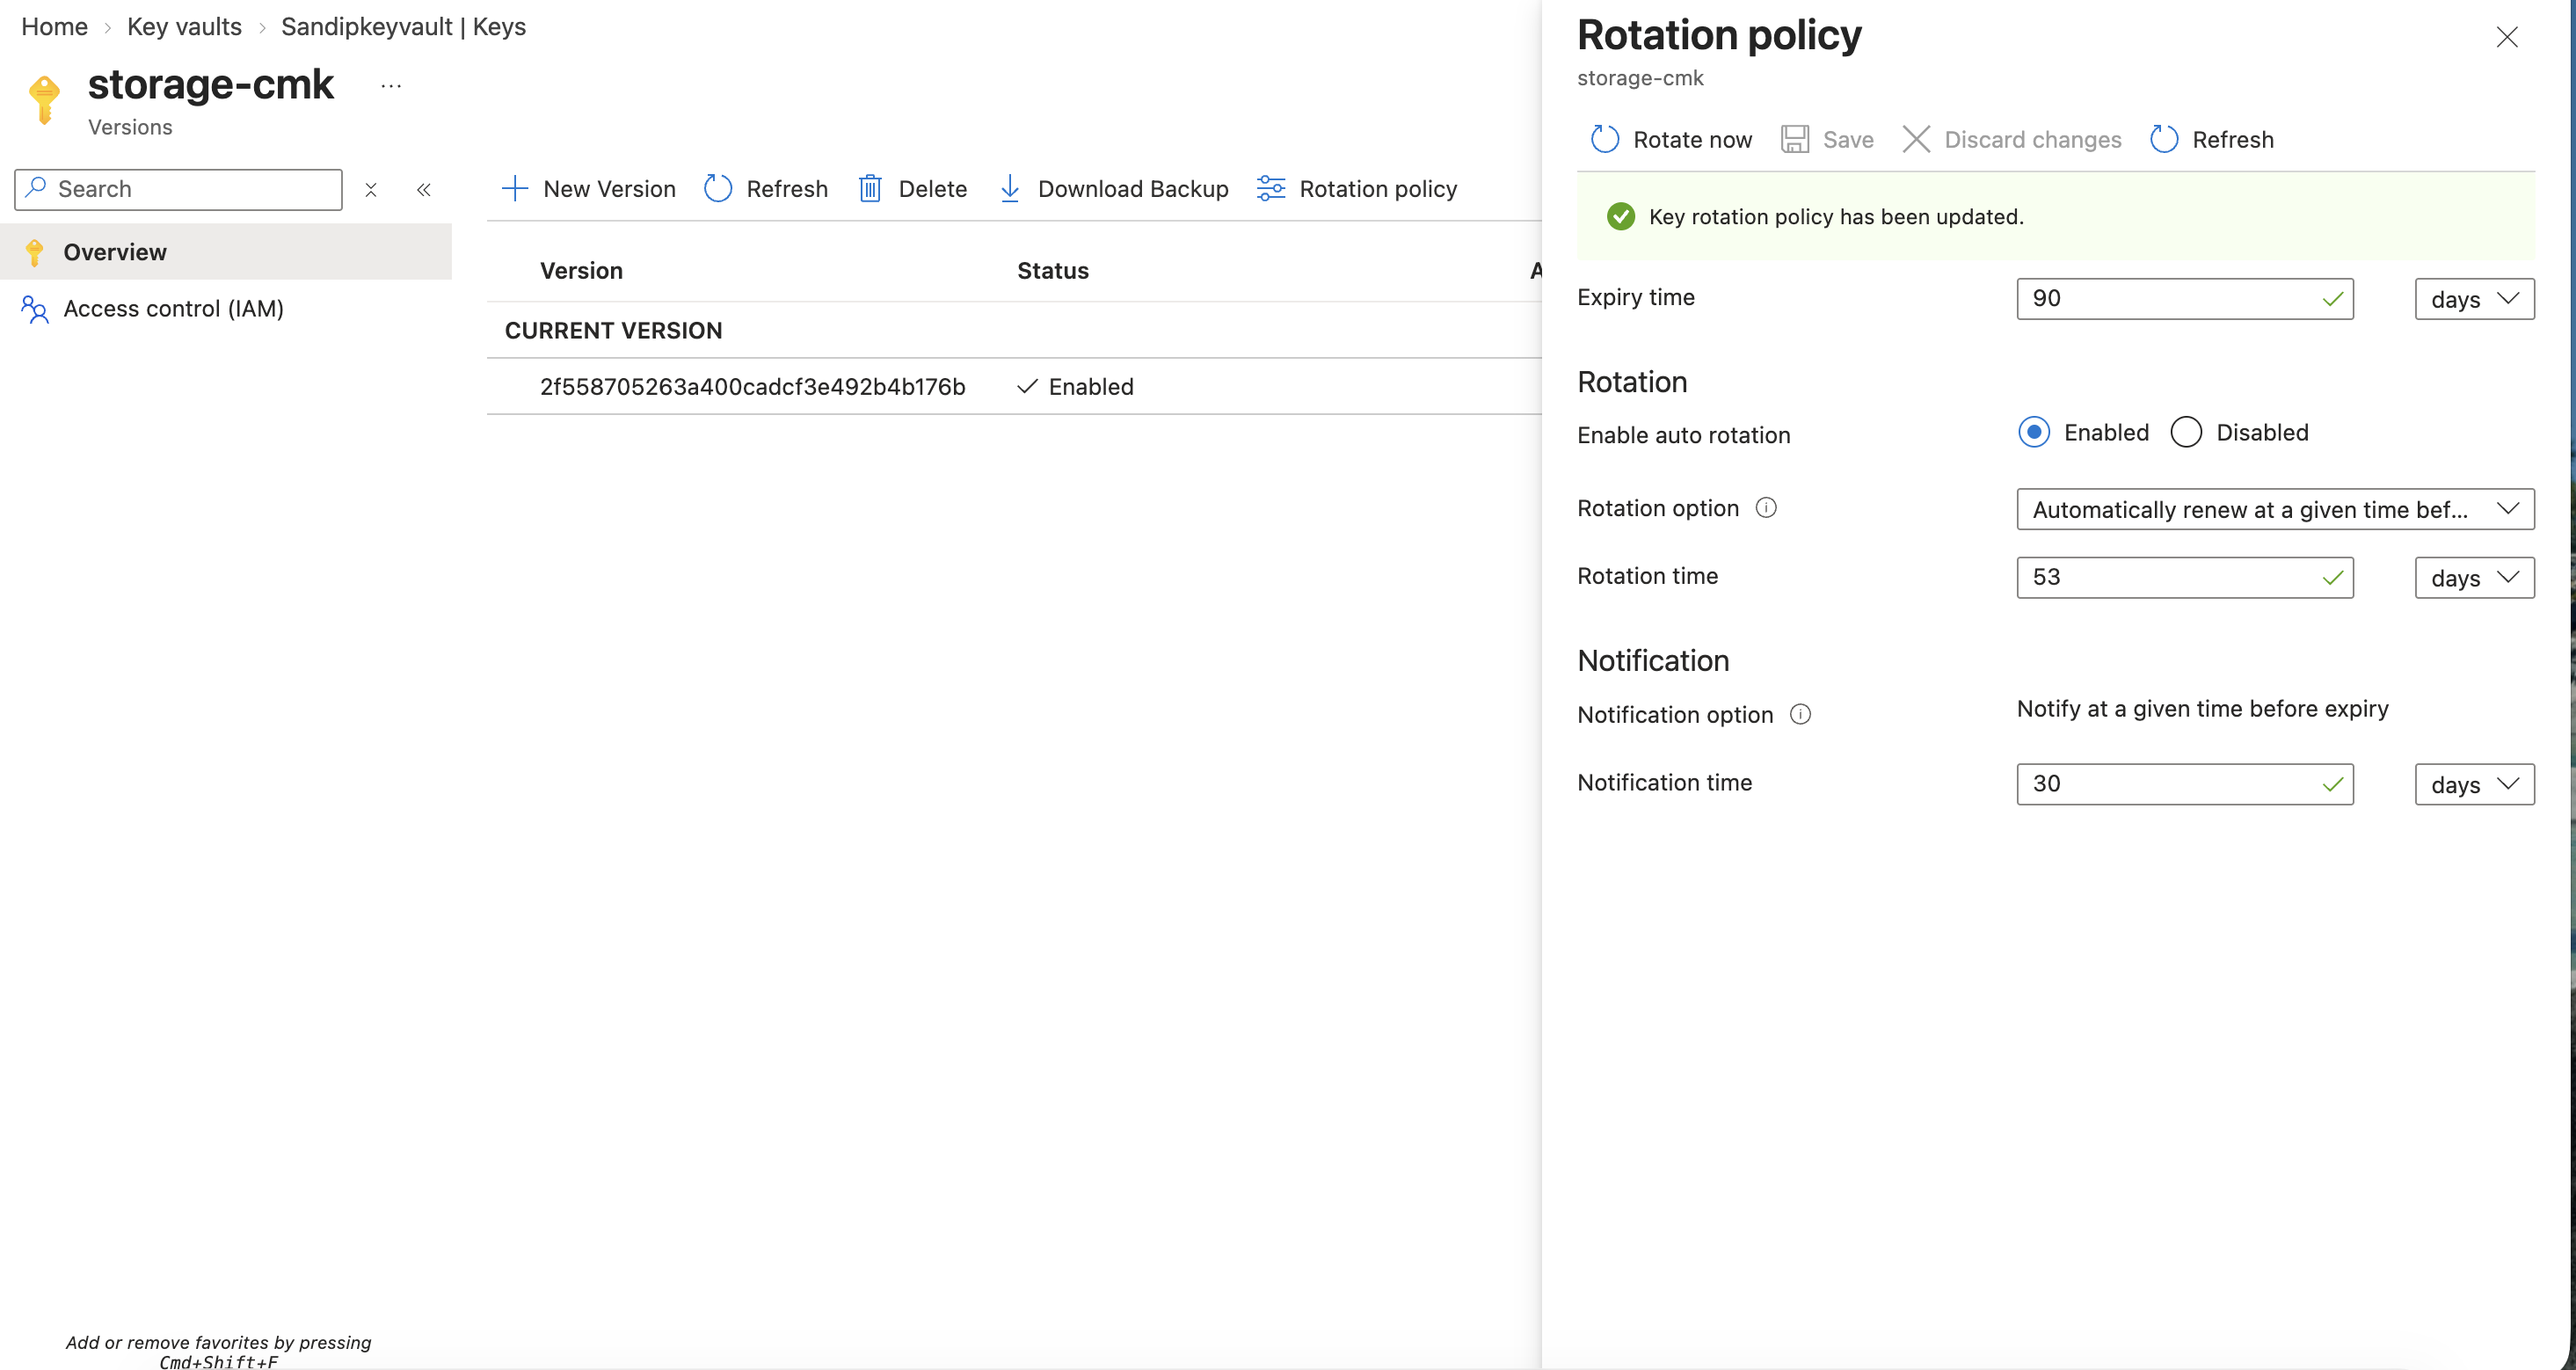 Home > Key vaults > Sandipkeyvault | Keys
storage-cmk ...
Versions
Search
Overview
Access control (IAM)
New Version Refresh Delete Download Backup Rotation policy
Version Status A
CURRENT VERSION
2f558705263a400cadcf3e492b4b176b Enabled
Add or remove favorites by pressing
Cmd+Shift+F
Rotation policy
storage-cmk
Rotate now Save Discard changes Refresh
Key rotation policy has been updated.
Expiry time 90 days
Rotation
Enable auto rotation Enabled Disabled
Rotation option Automatically renew at a given time bef...
Rotation time 53 days
Notification
Notification option Notify at a given time before expiry
Notification time 30 days